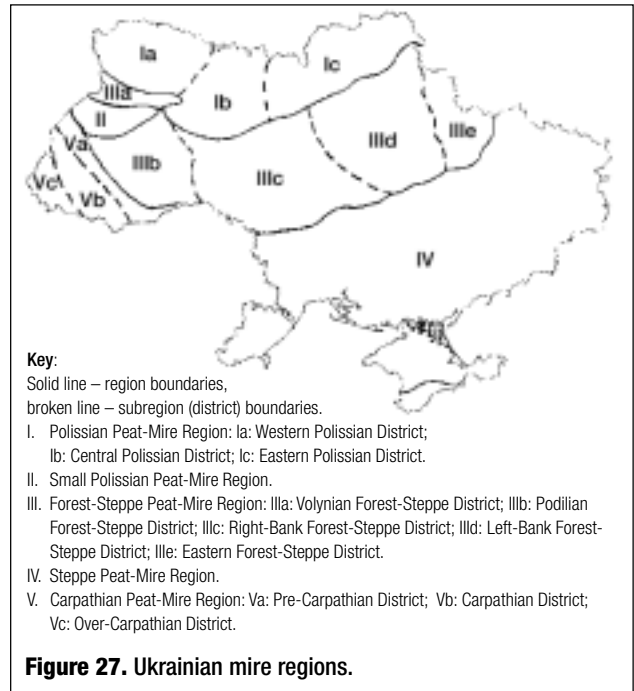 Ia
Ic
IIIa
Ib
II
IIId
IIIe
Va
IIIb
IIIc
Vc
Vb
IV
Key:
Solid line – region boundaries,
broken line – subregion (district) boundaries.
I. Polissian Peat-Mire Region: Ia: Western Polissian District;
Ib: Central Polissian District; Ic: Eastern Polissian District.
II. Small Polissian Peat-Mire Region.
III. Forest-Steppe Peat-Mire Region: IIIa: Volynian Forest-Steppe District; IIIb: Podilian
Forest-Steppe District; IIIc: Right-Bank Forest-Steppe District; IIId: Left-Bank Forest-
Steppe District; IIIe: Eastern Forest-Steppe District.
IV. Steppe Peat-Mire Region.
V. Carpathian Peat-Mire Region: Va: Pre-Carpathian District; Vb: Carpathian District;
Vc: Over-Carpathian District.
Figure 27. Ukrainian mire regions.